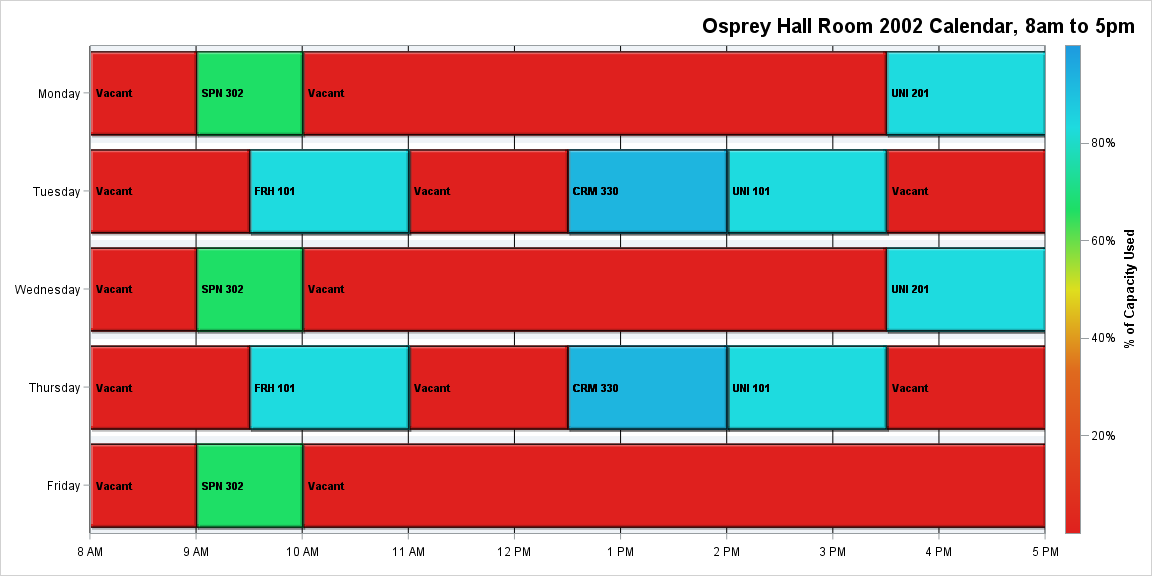 Osprey Hall Room 2002 Calendar, 8am to 5pm
Monday
Vacant
SPN 302
Vacant
UNI 201
Tuesday
Vacant
FRH 101
Vacant
CRM 330
UNI 101
Vacant
Wednesday
Vacant
SPN 302
Vacant
UNI 201
Thursday
Vacant
FRH 101
Vacant
CRM 330
UNI 101
Vacant
Friday
Vacant
SPN 302
Vacant
8 AM
9 AM
10 AM
11 AM
12 PM
1 PM
2 PM
3 PM
4 PM
5 PM
80%
60%
40%
20%
% of Capacity Used